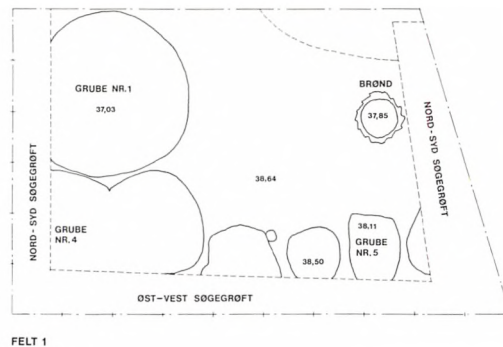 GRUBE NR.1
37,03
BRØND
37,85
NORD-SYD SØGEGRØFT
NORD-SYD SØGEGRØFT
38,64
GRUBE
NR.4
38,11
GRUBE
NR.5
38,50
ØST-VEST SØGEGRØFT
FELT 1